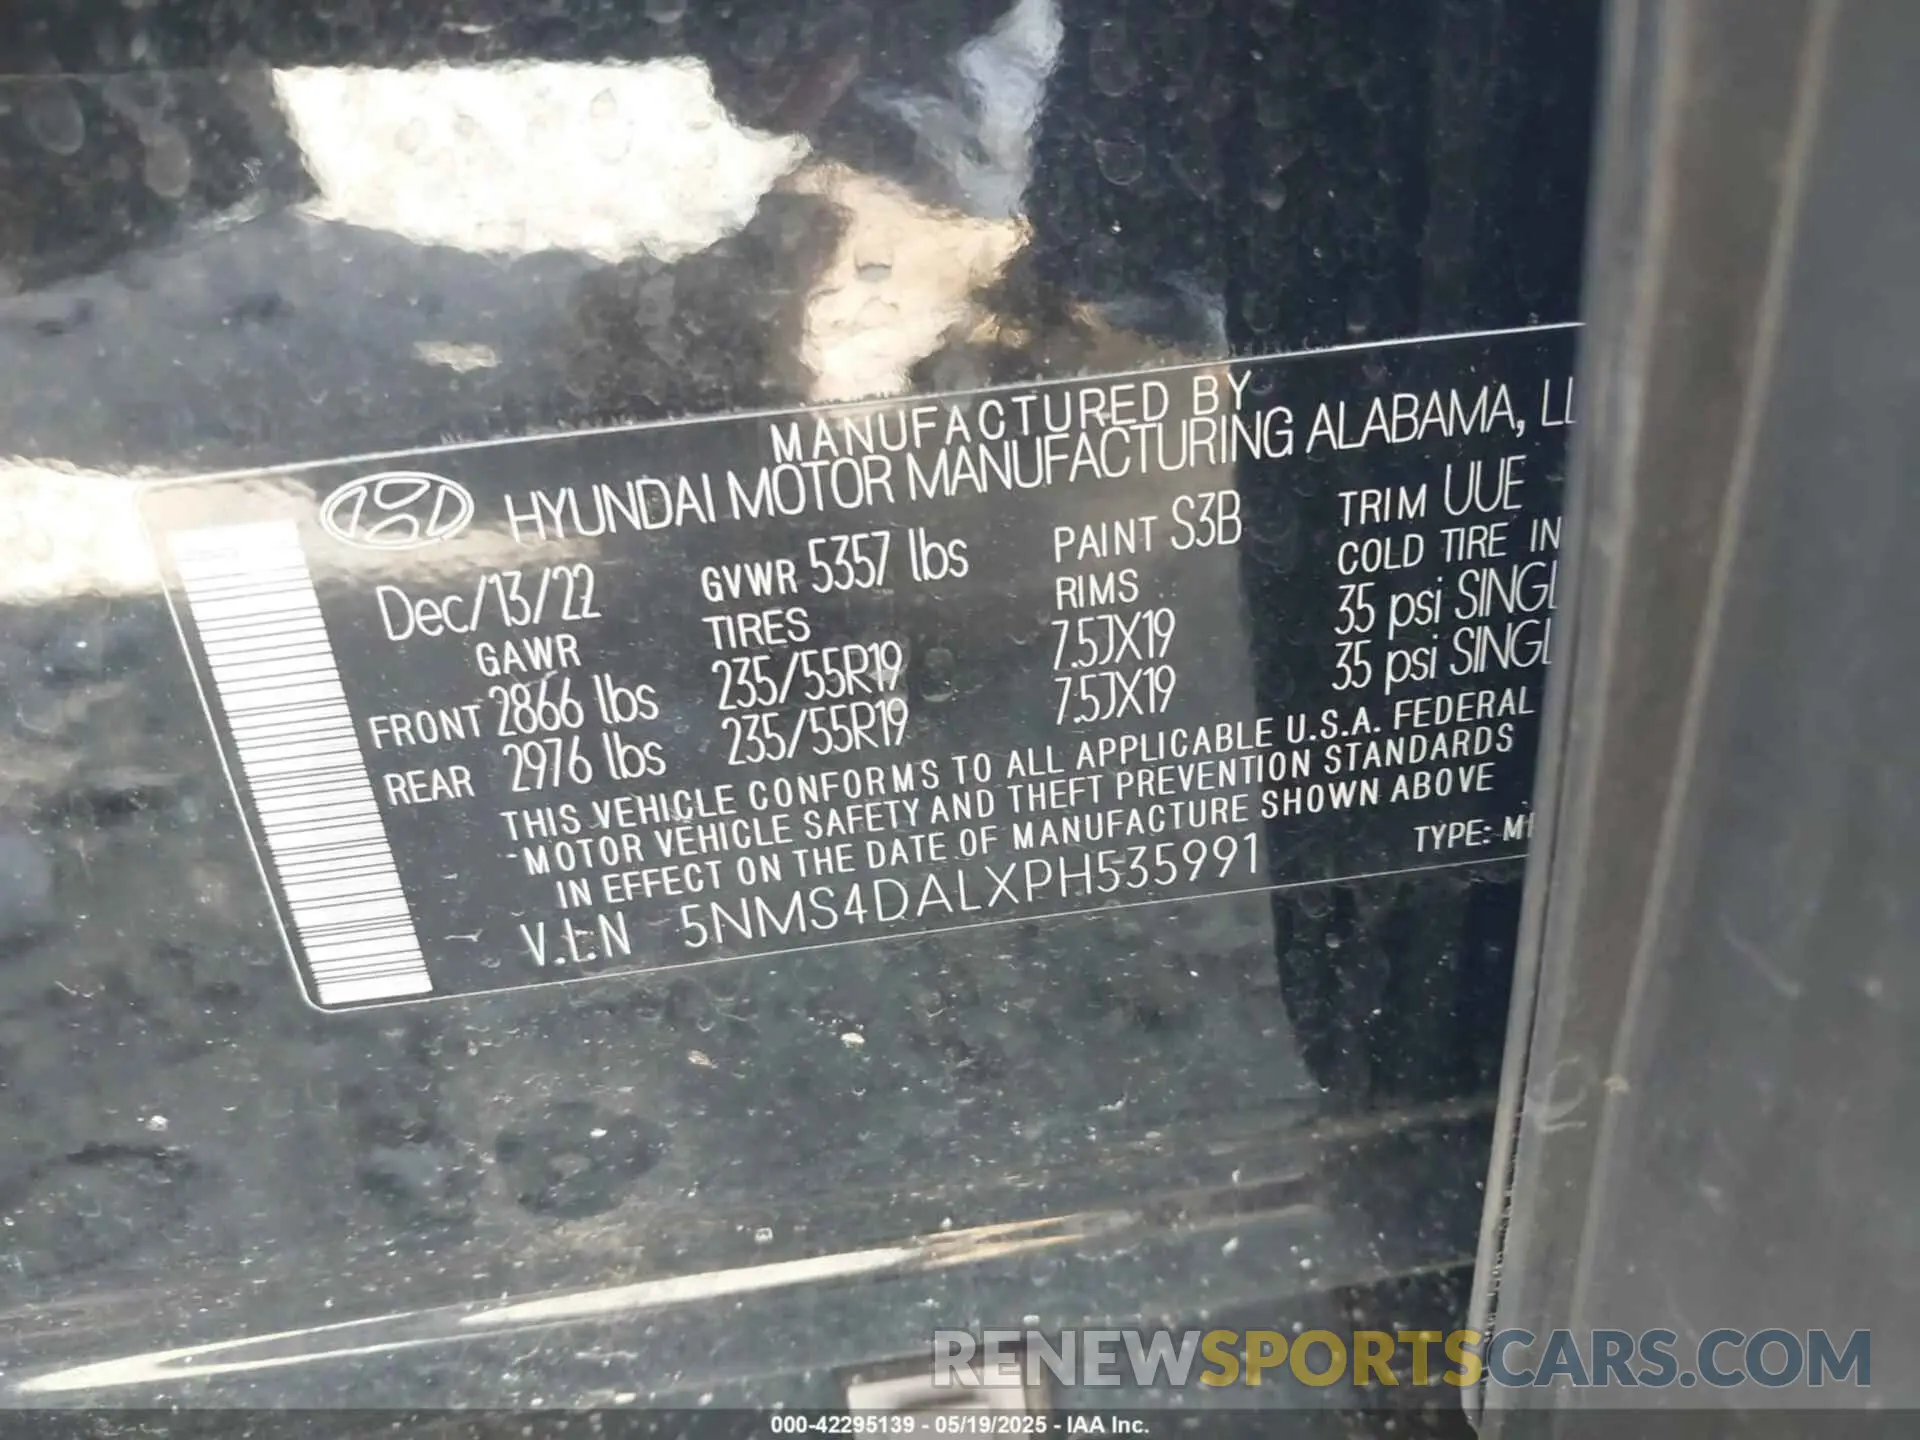 MANUFACTURED BY
HYUNDAI MOTOR MANUFACTURING ALABAMA, LL
Dec/13/22 GVWR 5357 lbs PAINT S3B TRIM UUE
GAWR TIRES RIMS COLD TIRE IN
FRONT 2866 lbs 235/55R19 7.5JX19 35 psi SINGL
REAR 2976 lbs 235/55R19 7.5JX19 35 psi SINGL
THIS VEHICLE CONFORMS TO ALL APPLICABLE U.S.A. FEDERAL
MOTOR VEHICLE SAFETY AND THEFT PREVENTION STANDARDS
IN EFFECT ON THE DATE OF MANUFACTURE SHOWN ABOVE
V.I.N 5NMS4DALXPH535991 TYPE:
RENEWSPORTSCARS.COM
000-42295139 - 05/19/2025 - IAA Inc.